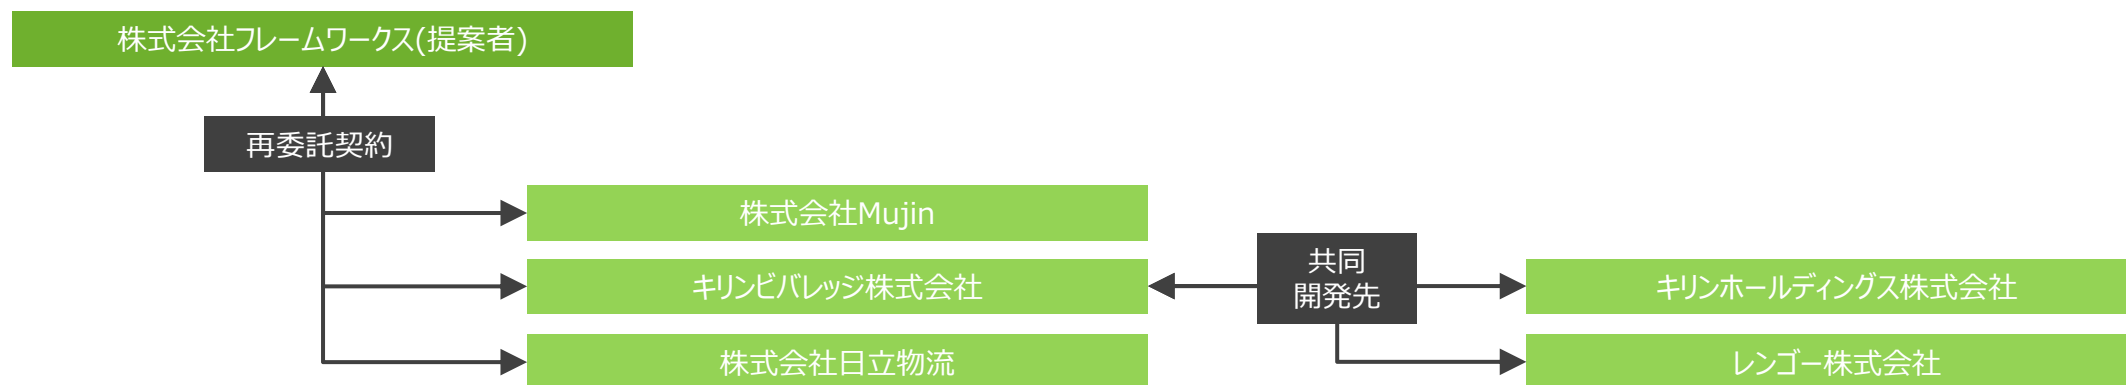 株式会社フレームワークス(提案者)
再委託契約
株式会社Mujin
キリンビバレッジ株式会社
株式会社日立物流
共同
開発先
キリンホールディングス株式会社
レンゴー株式会社